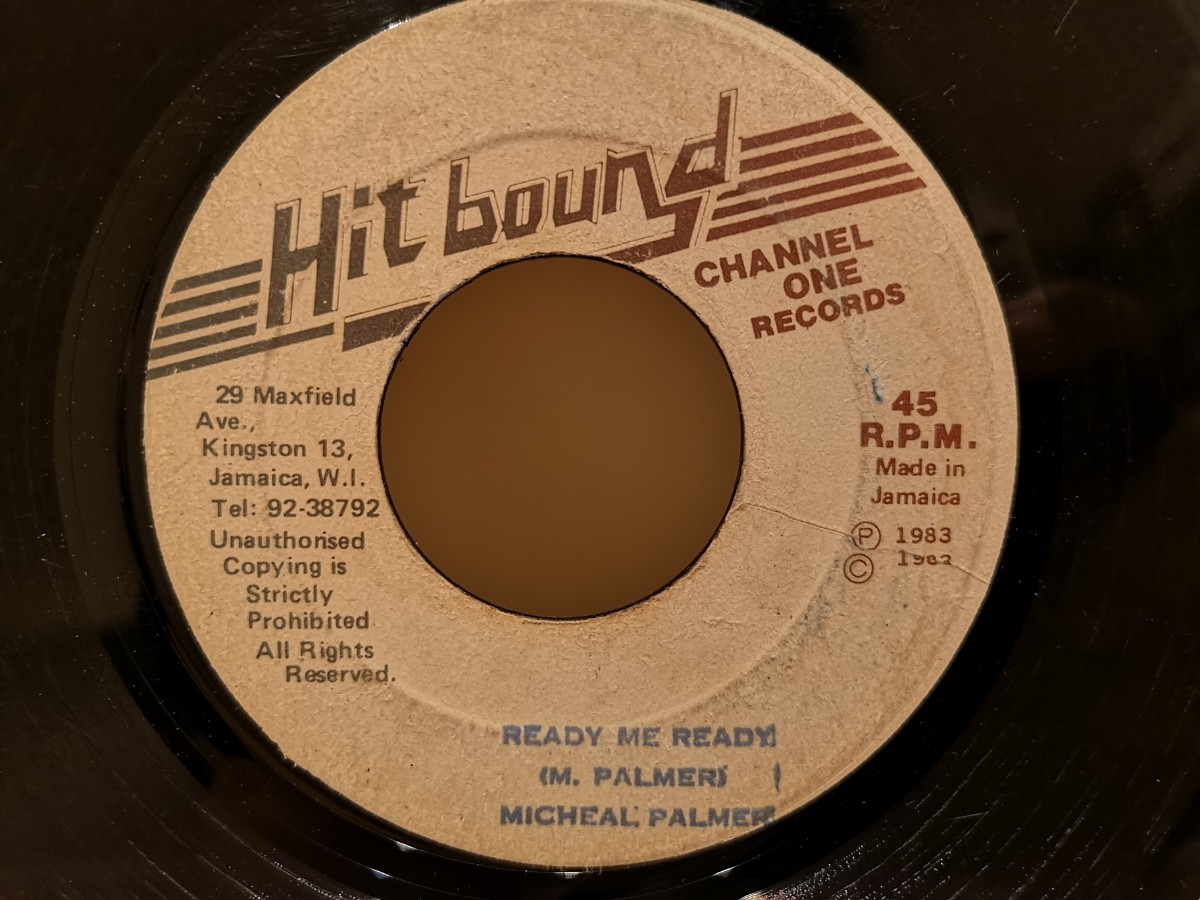 Hit bound
CHANNEL
ONE
RECORDS
29 Maxfield
Ave.,
Kingston 13,
Jamaica, W.I.
Tel: 92-38792
Unauthorised
Copying is
Strictly
Prohibited
All Rights
Reserved.
45
R.P.M.
Made in
Jamaica
Ⓟ 1983
© 1983
READY ME READY
(M. PALMER)
MICHEAL PALMER